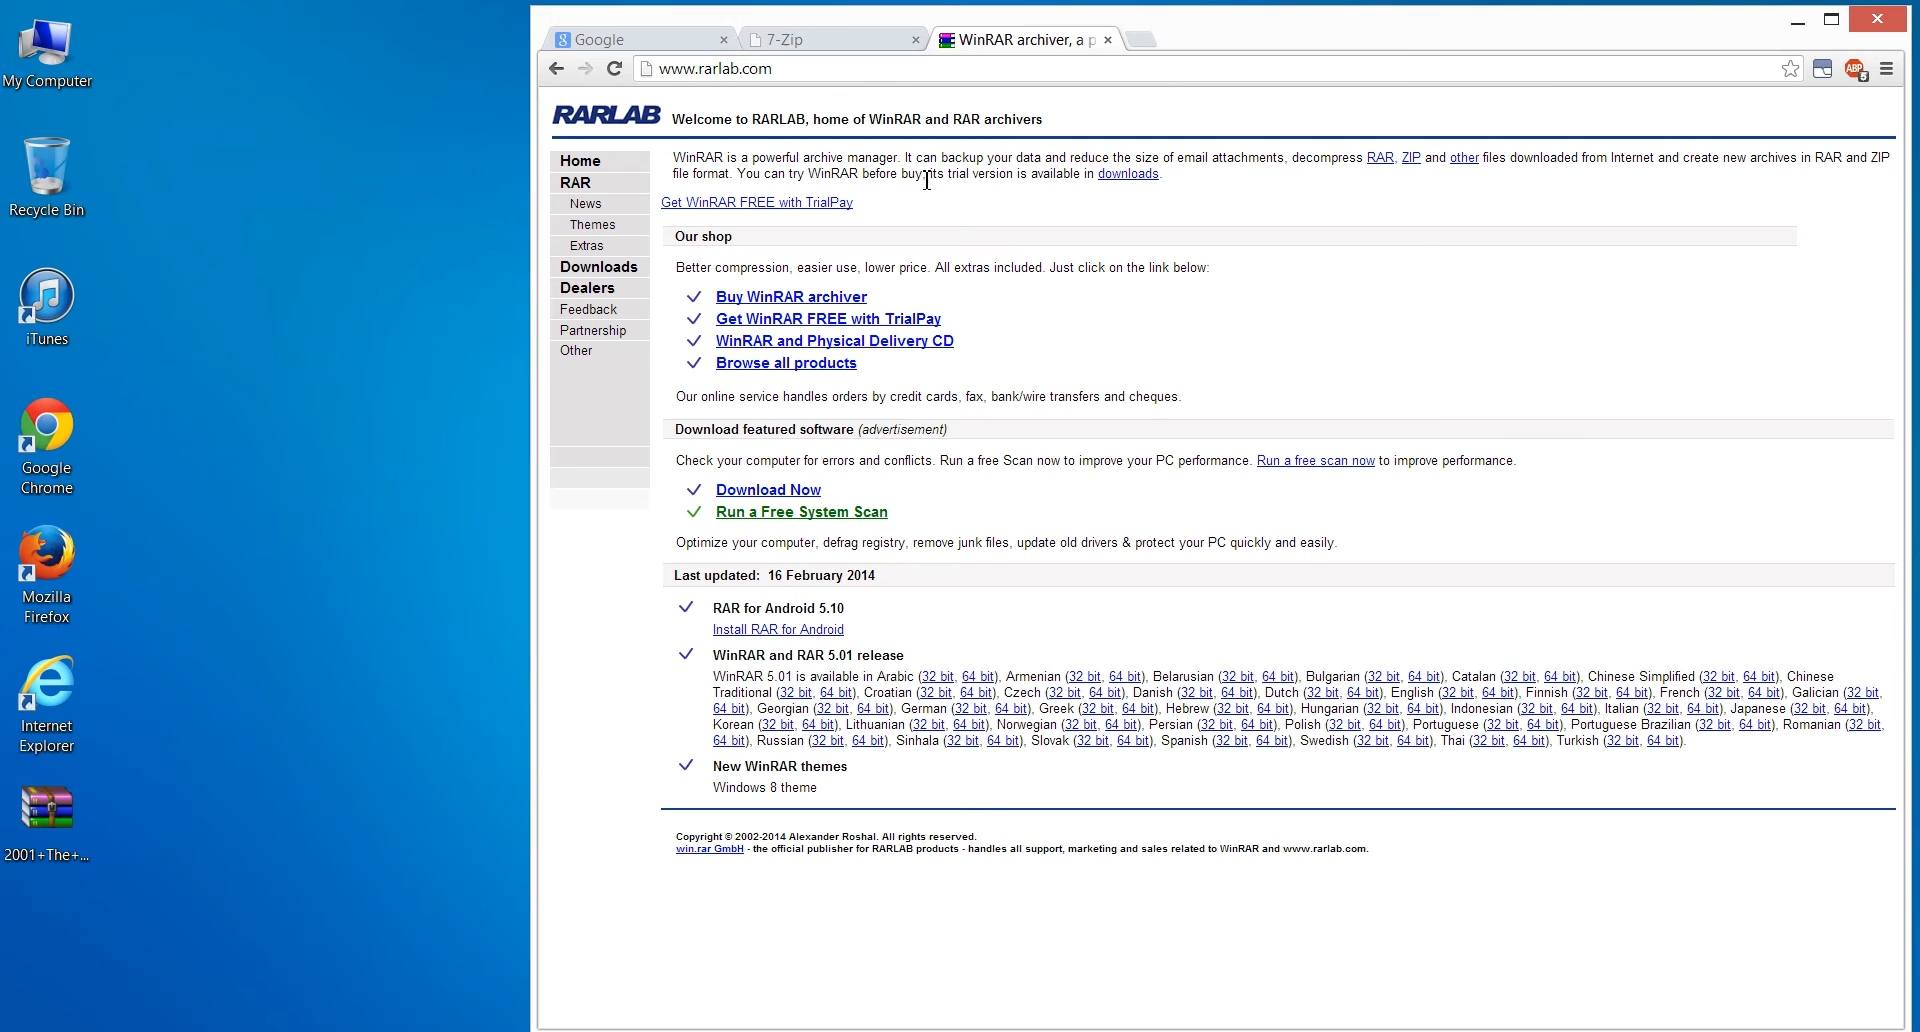 My Computer
Recycle Bin
iTunes
Google
Chrome
Mozilla
Firefox
Internet
Explorer
2001+The+...
Google
7-Zip
WinRAR archiver, a p
www.rarlab.com
ABP
RARLAB
Welcome to RARLAB, home of WinRAR and RAR archivers
Home
RAR
News
Themes
Extras
Downloads
Dealers
Feedback
Partnership
Other
WinRAR is a powerful archive manager. It can backup your data and reduce the size of email attachments, decompress RAR, ZIP and other files downloaded from Internet and create new archives in RAR and ZIP
file format. You can try WinRAR before buy, its trial version is available in downloads.
Get WinRAR FREE with TrialPay
Our shop
Better compression, easier use, lower price. All extras included. Just click on the link below:
Buy WinRAR archiver
Get WinRAR FREE with TrialPay
WinRAR and Physical Delivery CD
Browse all products
Our online service handles orders by credit cards, fax, bank/wire transfers and cheques.
Download featured software (advertisement)
Check your computer for errors and conflicts. Run a free Scan now to improve your PC performance. Run a free scan now to improve performance.
Download Now
Run a Free System Scan
Optimize your computer, defrag registry, remove junk files, update old drivers & protect your PC quickly and easily.
Last updated: 16 February 2014
RAR for Android 5.10
Install RAR for Android
WinRAR and RAR 5.01 release
WinRAR 5.01 is available in Arabic (32 bit, 64 bit), Armenian (32 bit, 64 bit), Belarusian (32 bit, 64 bit), Bulgarian (32 bit, 64 bit), Catalan (32 bit, 64 bit), Chinese Simplified (32 bit, 64 bit), Chinese
Traditional (32 bit, 64 bit), Croatian (32 bit, 64 bit), Czech (32 bit, 64 bit), Danish (32 bit, 64 bit), Dutch (32 bit, 64 bit), English (32 bit, 64 bit), Finnish (32 bit, 64 bit), French (32 bit, 64 bit), Galician (32 bit,
64 bit), Georgian (32 bit, 64 bit), German (32 bit, 64 bit), Greek (32 bit, 64 bit), Hebrew (32 bit, 64 bit), Hungarian (32 bit, 64 bit), Indonesian (32 bit, 64 bit), Italian (32 bit, 64 bit), Japanese (32 bit, 64 bit),
Korean (32 bit, 64 bit), Lithuanian (32 bit, 64 bit), Norwegian (32 bit, 64 bit), Persian (32 bit, 64 bit), Polish (32 bit, 64 bit), Portuguese (32 bit, 64 bit), Portuguese Brazilian (32 bit, 64 bit), Romanian (32 bit,
64 bit), Russian (32 bit, 64 bit), Sinhala (32 bit, 64 bit), Slovak (32 bit, 64 bit), Spanish (32 bit, 64 bit), Swedish (32 bit, 64 bit), Thai (32 bit, 64 bit), Turkish (32 bit, 64 bit).
New WinRAR themes
Windows 8 theme
Copyright © 2002-2014 Alexander Roshal. All rights reserved.
win.rar GmbH - the official publisher for RARLAB products - handles all support, marketing and sales related to WinRAR and www.rarlab.com.